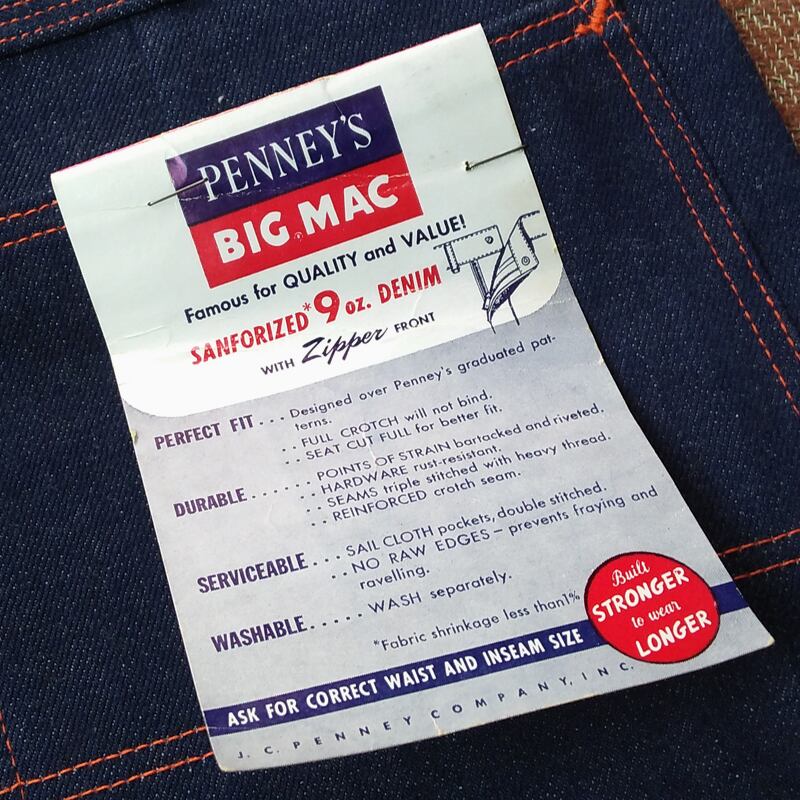 PENNEY'S
BIG MAC
Famous for QUALITY and VALUE!
SANFORIZED* 9 oz. DENIM
WITH Zipper FRONT
PERFECT FIT . . . Designed over Penney's graduated pat-
terns.
. . FULL CROTCH will not bind.
. . SEAT CUT FULL for better fit.
DURABLE . . . . . . . POINTS OF STRAIN bartacked and riveted.
. . HARDWARE rust-resistant.
. . SEAMS triple stitched with heavy thread.
. . REINFORCED crotch seam.
SERVICEABLE . . . . SAIL CLOTH pockets, double stitched.
. . NO RAW EDGES – prevents fraying and
ravelling.
WASHABLE . . . . . WASH separately.
*Fabric shrinkage less than 1%
Built
STRONGER
to wear
LONGER
ASK FOR CORRECT WAIST AND INSEAM SIZE
J. C. PENNEY COMPANY, INC.